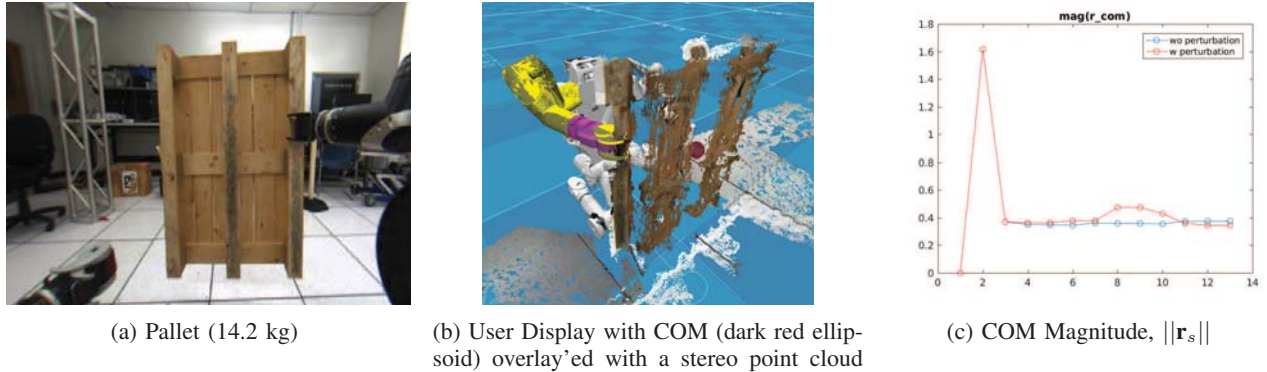 mag(r_com)
1.8
1.6
1.4
1.2
1
0.8
0.6
0.4
0.2
0
0 2 4 6 8 10 12 14
wo perturbation
w perturbation
(a) Pallet (14.2 kg)
(b) User Display with COM (dark red ellip-
soid) overlay'ed with a stereo point cloud
(c) COM Magnitude, ||r_s||